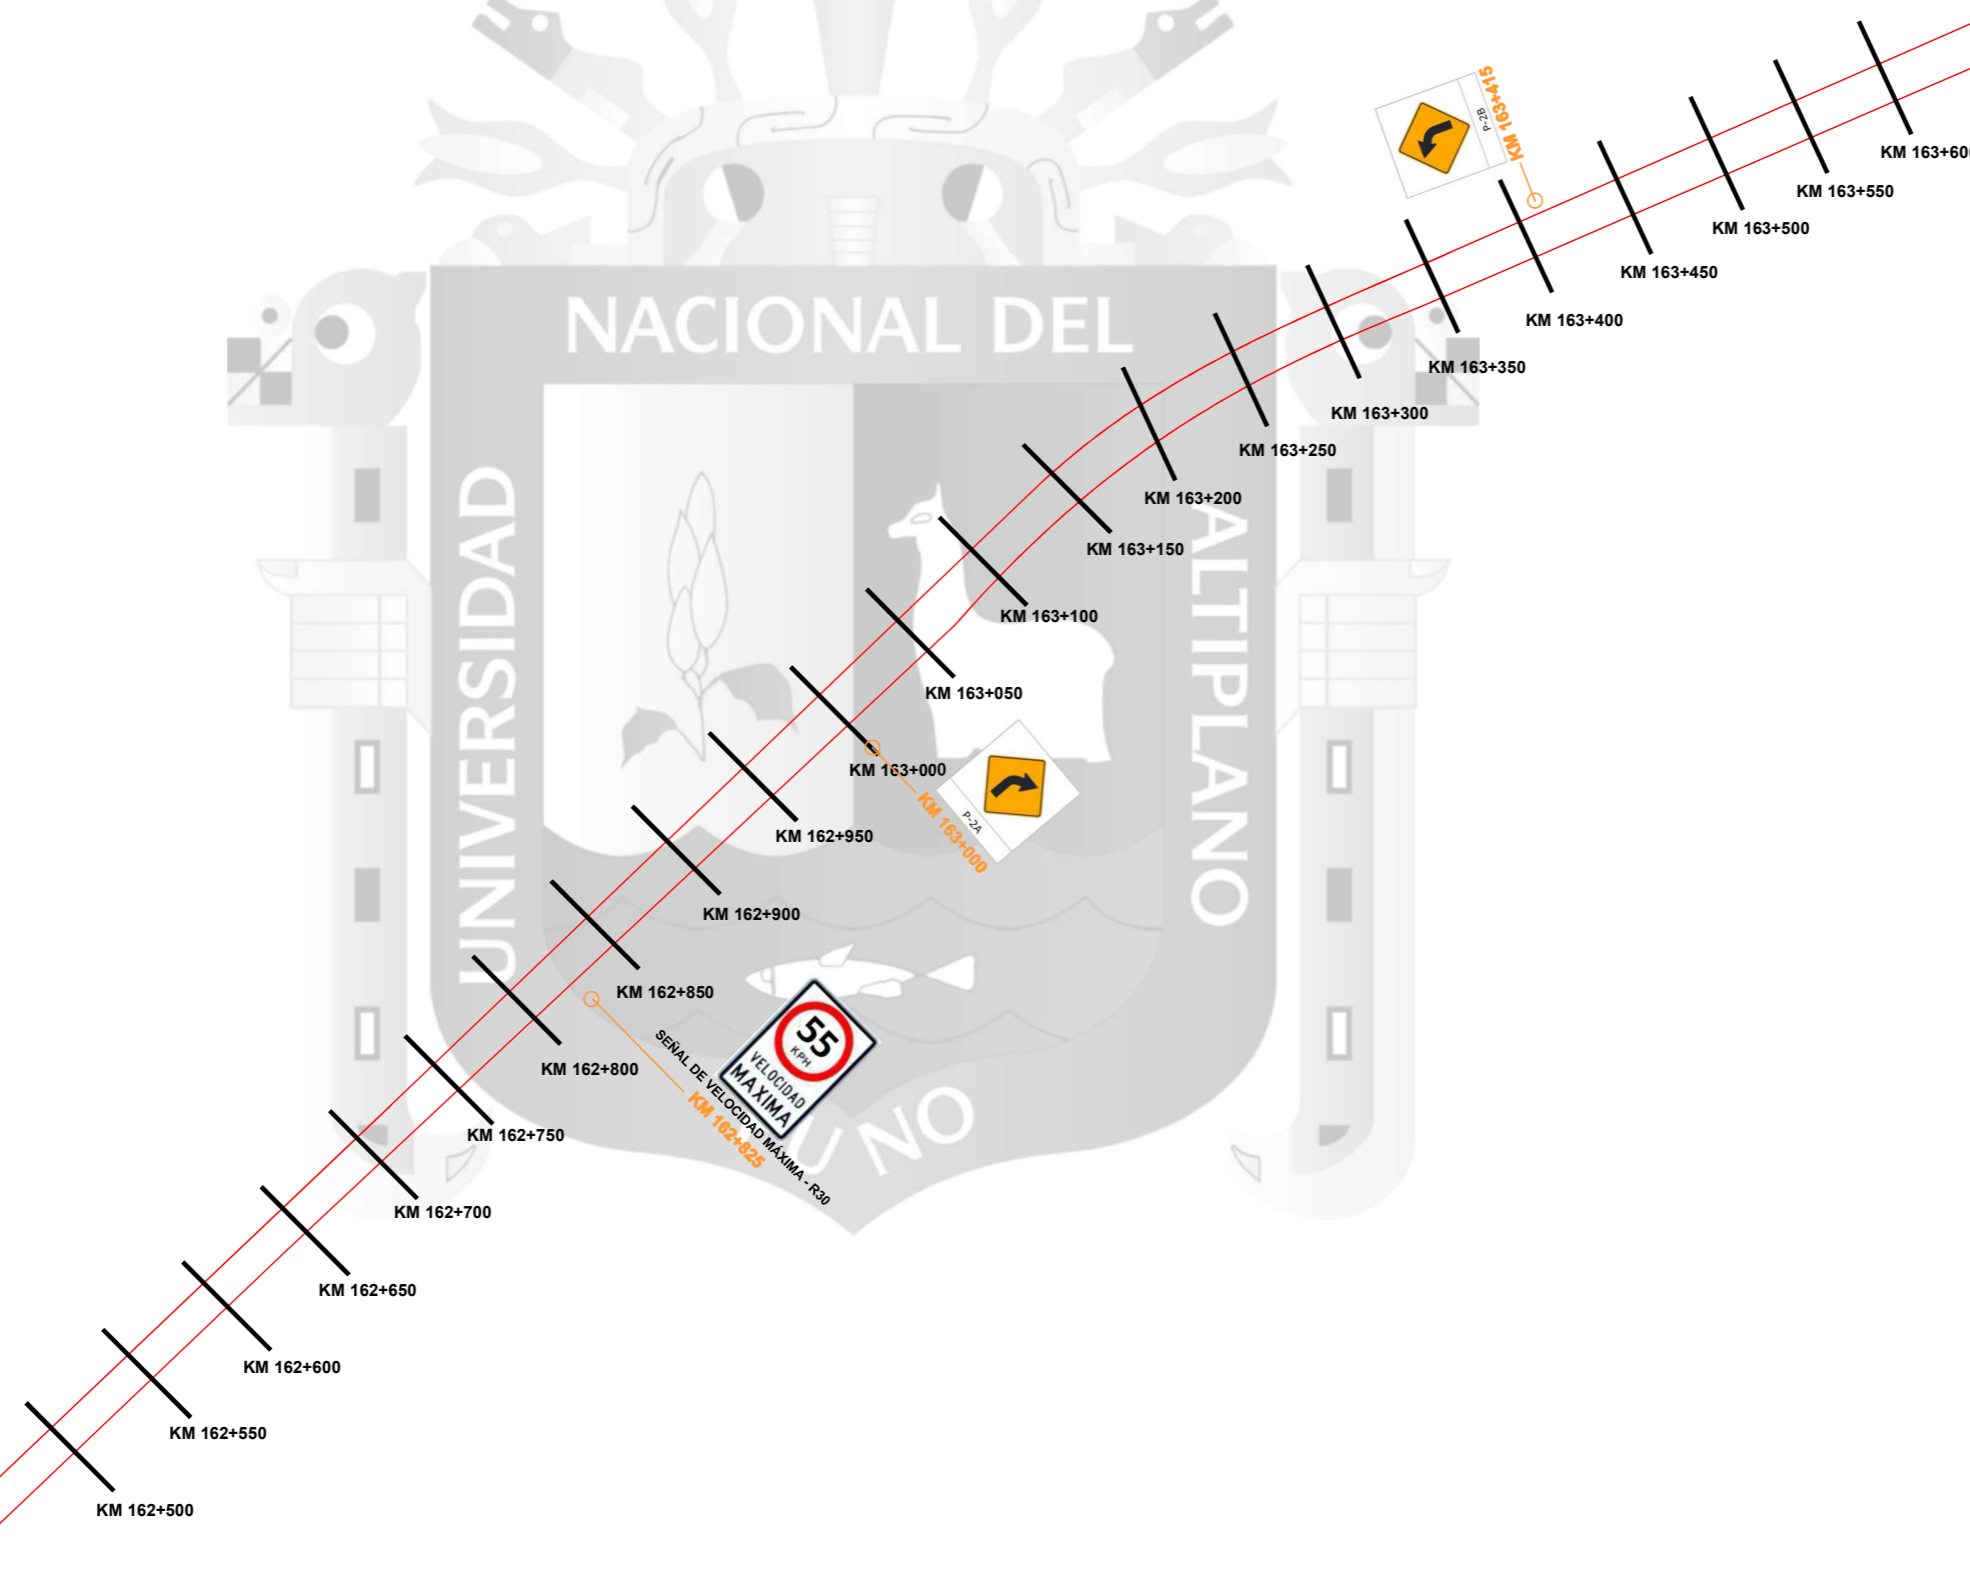 KM 163+415
P-2B
KM 163+600
KM 163+550
KM 163+500
KM 163+450
KM 163+400
KM 163+350
KM 163+300
KM 163+250
KM 163+200
KM 163+150
KM 163+100
KM 163+050
KM 163+000
P-2A
KM 163+000
KM 162+950
KM 162+900
KM 162+850
KM 162+800
55
KPH
VELOCIDAD
MAXIMA
SEÑAL DE VELOCIDAD MÁXIMA - R30
KM 162+825
KM 162+750
KM 162+700
KM 162+650
KM 162+600
KM 162+550
KM 162+500
UNIVERSIDAD
NACIONAL DEL
ALTIPLANO
UNO